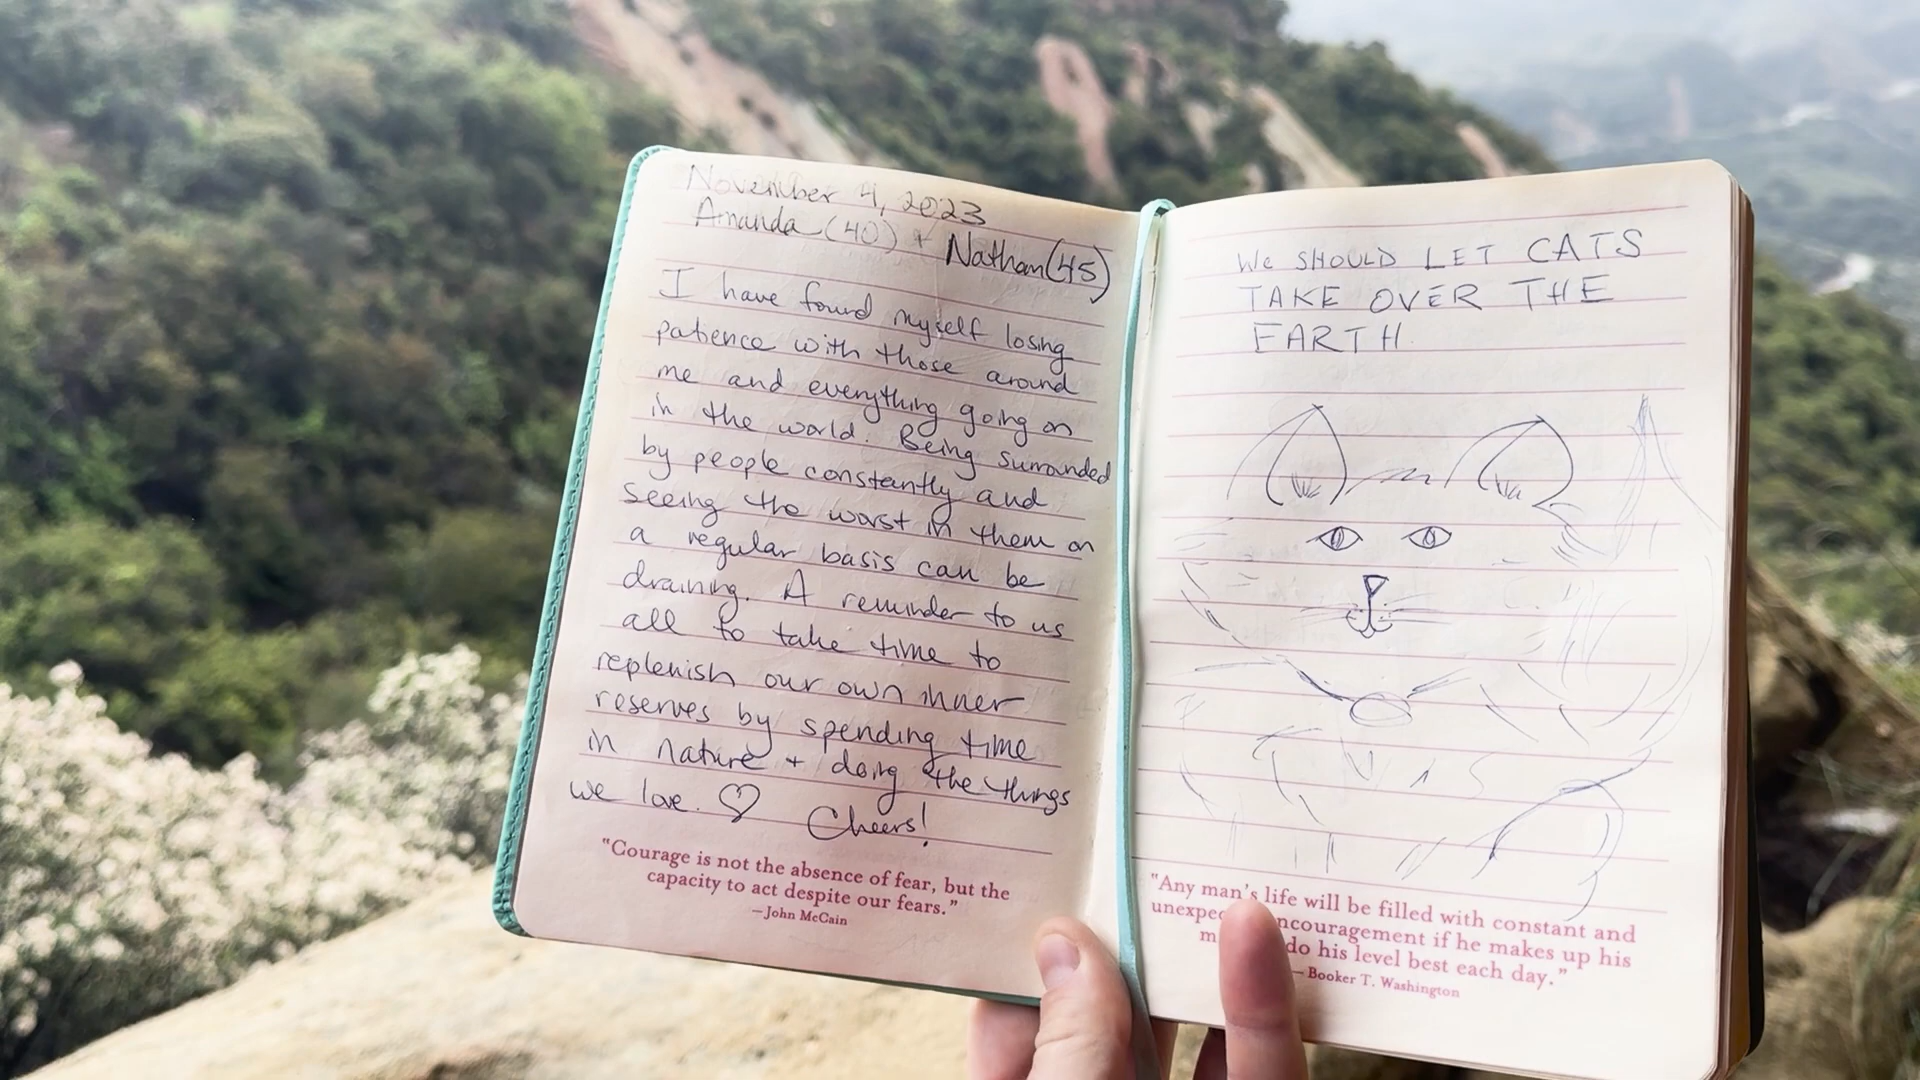 November 4, 2023
Amanda (40) + Nathan (45)
I have found myself losing
patience with those around
me and everything going on
in the world. Being surrounded
by people constantly and
seeing the worst in them on
a regular basis can be
draining. A reminder to us
all to take time to
replenish our own inner
reserves by spending time
in nature + doing the things
we love. ♡ Cheers!
"Courage is not the absence of fear, but the
capacity to act despite our fears."
—John McCain
We SHOULD LET CATS
TAKE OVER THE
EARTH.
"Any man's life will be filled with constant and
encouragement if he makes up his
do his level best each day."
—Booker T. Washington